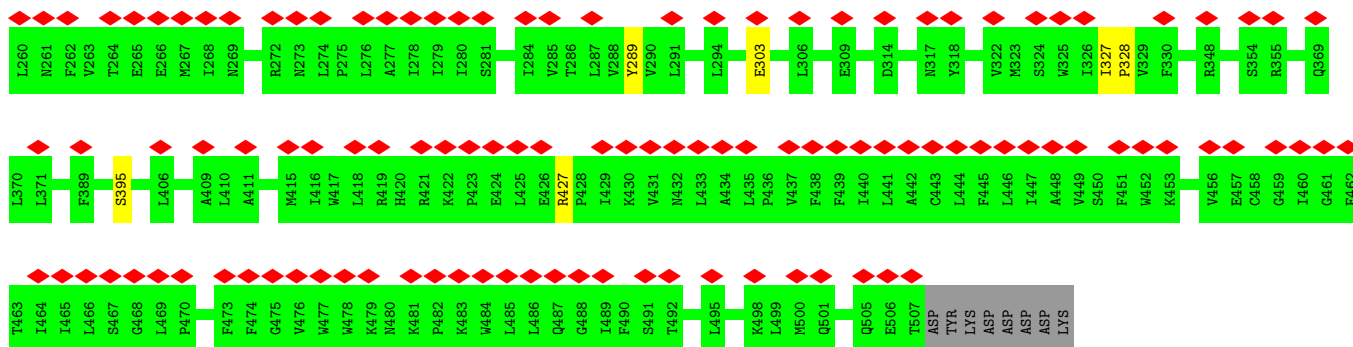 L260 N261 F262 V263 T264 E265 E266 M267 I268 N269 R272 N273 L274 P275 L276 A277 I278 I279 I280 S281 I284 V285 T286 L287 V288 Y289 V290 L291 L294 E303 L306 E309 D314 N317 Y318 V322 M323 S324 W325 I326 I327 P328 V329 F330 R348 S354 R355 Q369
L370 L371 F389 S395 L406 A409 L410 A411 M415 I416 W417 L418 R419 H420 R421 K422 P423 E424 L425 E426 R427 P428 I429 K430 V431 N432 L433 A434 L435 P436 V437 F438 F439 I440 L441 A442 C443 L444 F445 L446 I447 A448 V449 S450 F451 W452 K453 V456 E457 C458 G459 I460 G461 F462
T463 I464 I465 L466 S467 G468 L469 P470 F473 F474 G475 V476 W477 W478 K479 N480 K481 P482 K483 W484 L485 L486 Q487 G488 I489 F490 S491 T492 L495 K498 L499 M500 Q501 Q505 E506 T507 ASP TYR LYS ASP ASP ASP ASP LYS